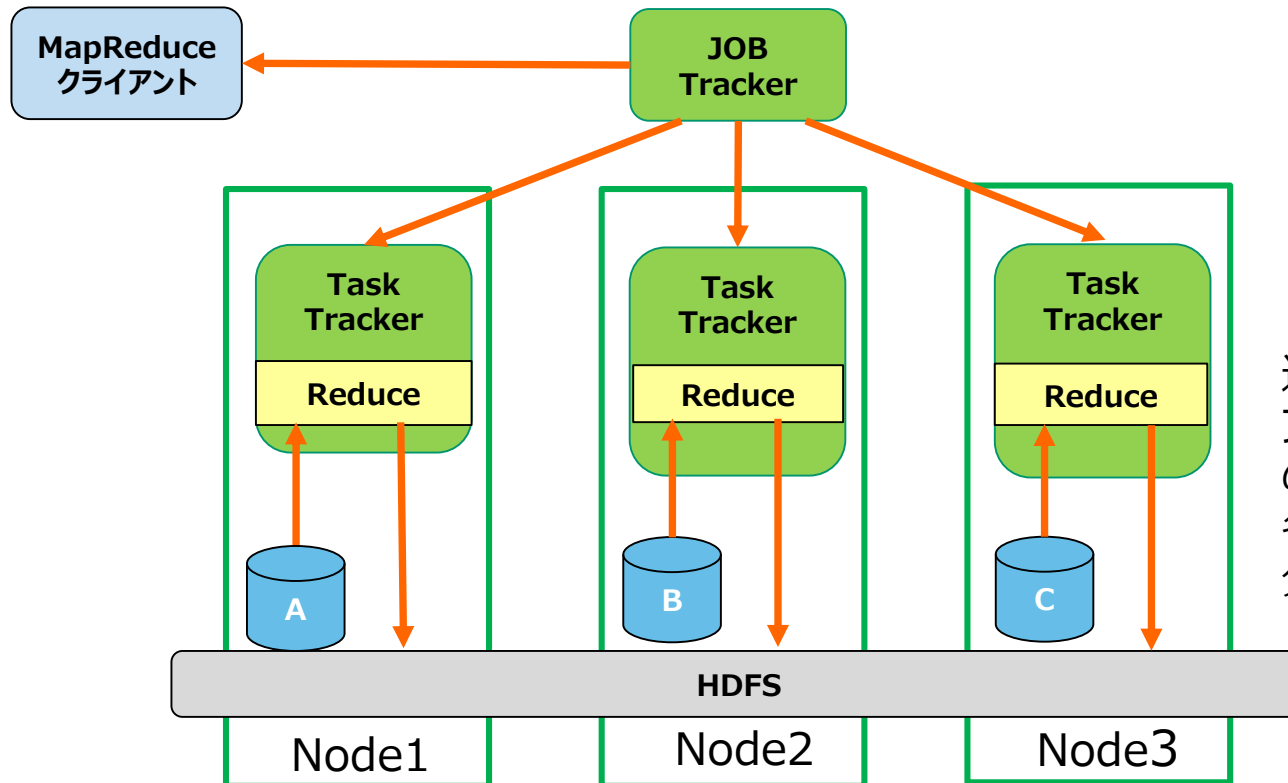 MapReduce
クライアント
JOB
Tracker
Task
Tracker
Reduce
A
Node1
Task
Tracker
Reduce
B
Node2
Task
Tracker
Reduce
C
Node3
HDFS